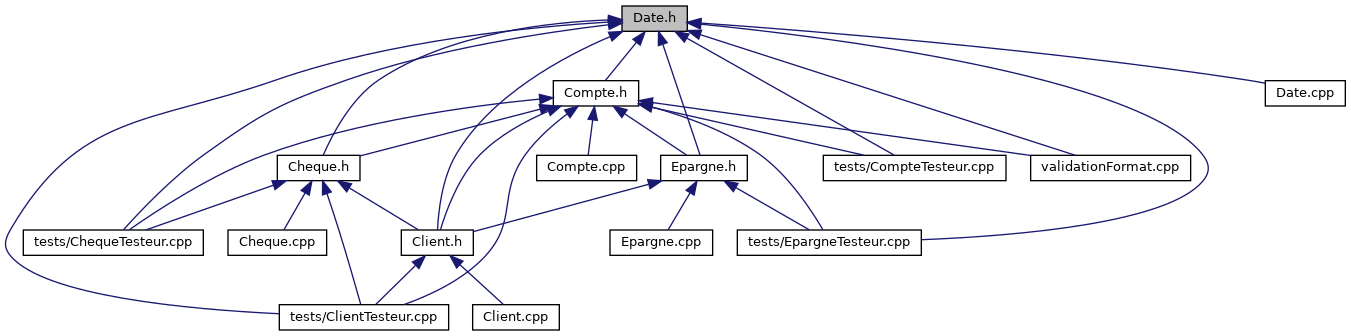 Date.h
Compte.h
Date.cpp
Cheque.h
Compte.cpp
Epargne.h
tests/CompteTesteur.cpp
validationFormat.cpp
tests/ChequeTesteur.cpp
Cheque.cpp
Client.h
Epargne.cpp
tests/EpargneTesteur.cpp
tests/ClientTesteur.cpp
Client.cpp